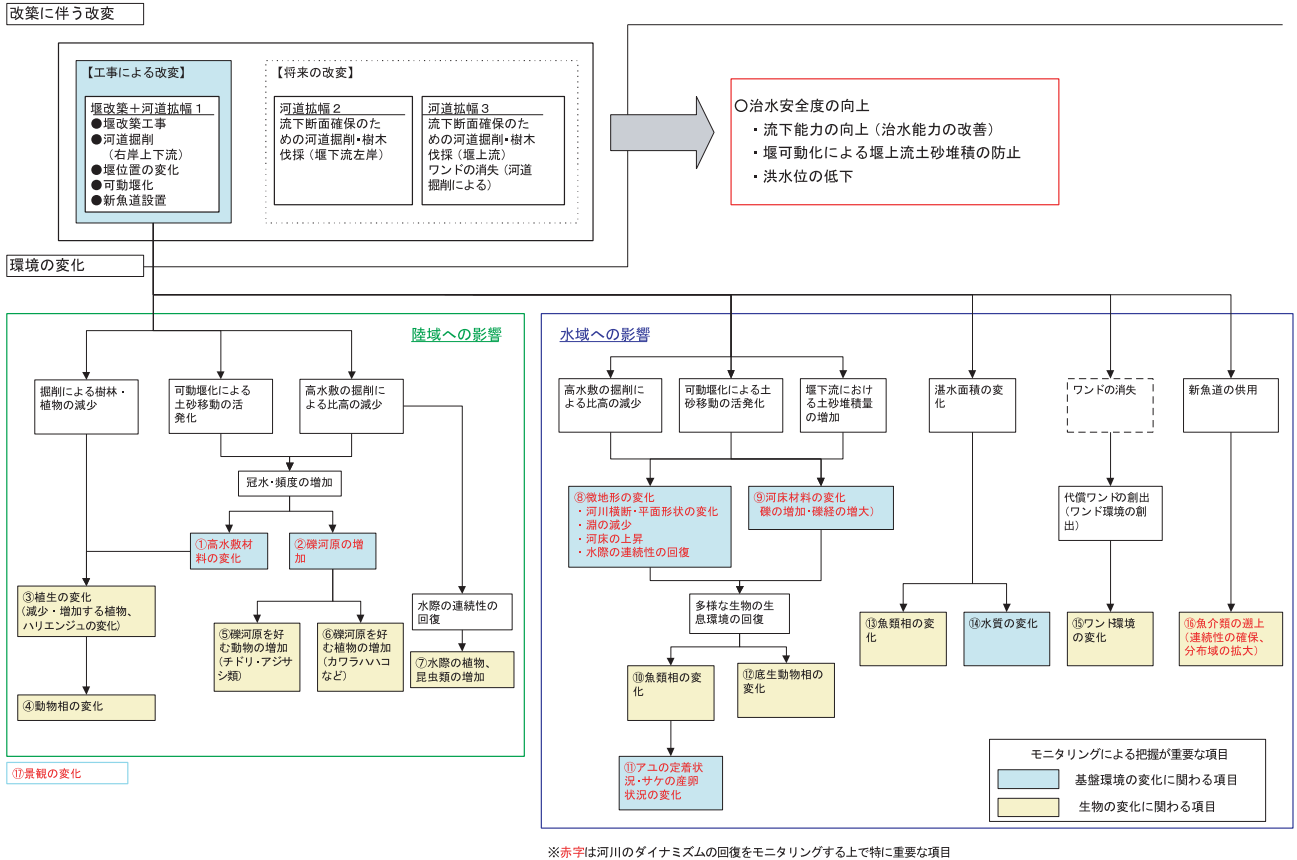 改築に伴う改変
【工事による改変】
堰改築＋河道拡幅１
●堰改築工事
●河道掘削
（右岸上下流）
●堰位置の変化
●可動堰化
●新魚道設置
【将来の改変】
河道拡幅２
流下断面確保のた
めの河道掘削・樹木
伐採（堰下流左岸）
河道拡幅３
流下断面確保のた
めの河道掘削・樹木
伐採（堰上流）
ワンドの消失（河道
掘削による）
〇治水安全度の向上
・流下能力の向上（治水能力の改善）
・堰可動化による堰上流土砂堆積の防止
・洪水位の低下
環境の変化
陸域への影響
掘削による樹林・
植物の減少
可動堰化による
土砂移動の活
発化
高水敷の掘削に
よる比高の減少
冠水・頻度の増加
①高水敷材
料の変化
②礫河原の増
加
③植生の変化
（減少・増加する植物、
ハリエンジュの変化）
④動物相の変化
⑤礫河原を好
む動物の増加
（チドリ・アジサ
シ類）
⑥礫河原を好
む植物の増加
（カワラハハコ
など）
水際の連続性の
回復
⑦水際の植物、
昆虫類の増加
⑰景観の変化
水域への影響
高水敷の掘削に
よる比高の減少
可動堰化による土
砂移動の活発化
堰下流におけ
る土砂堆積量
の増加
湛水面積の変
化
ワンドの消失
新魚道の供用
⑧微地形の変化
・河川横断・平面形状の変化
・淵の減少
・河床の上昇
・水際の連続性の回復
⑨河床材料の変化
礫の増加・礫経の増大）
代償ワンドの創出
（ワンド環境の創
出）
多様な生物の生
息環境の回復
⑩魚類相の変
化
⑫底生動物相の
変化
⑪アユの定着状
況・サケの産卵
状況の変化
⑬魚類相の変
化
⑭水質の変化
⑮ワンド環境
の変化
⑯魚介類の遡上
（連続性の確保、
分布域の拡大）
モニタリングによる把握が重要な項目
基盤環境の変化に関わる項目
生物の変化に関わる項目
※赤字は河川のダイナミズムの回復をモニタリングする上で特に重要な項目